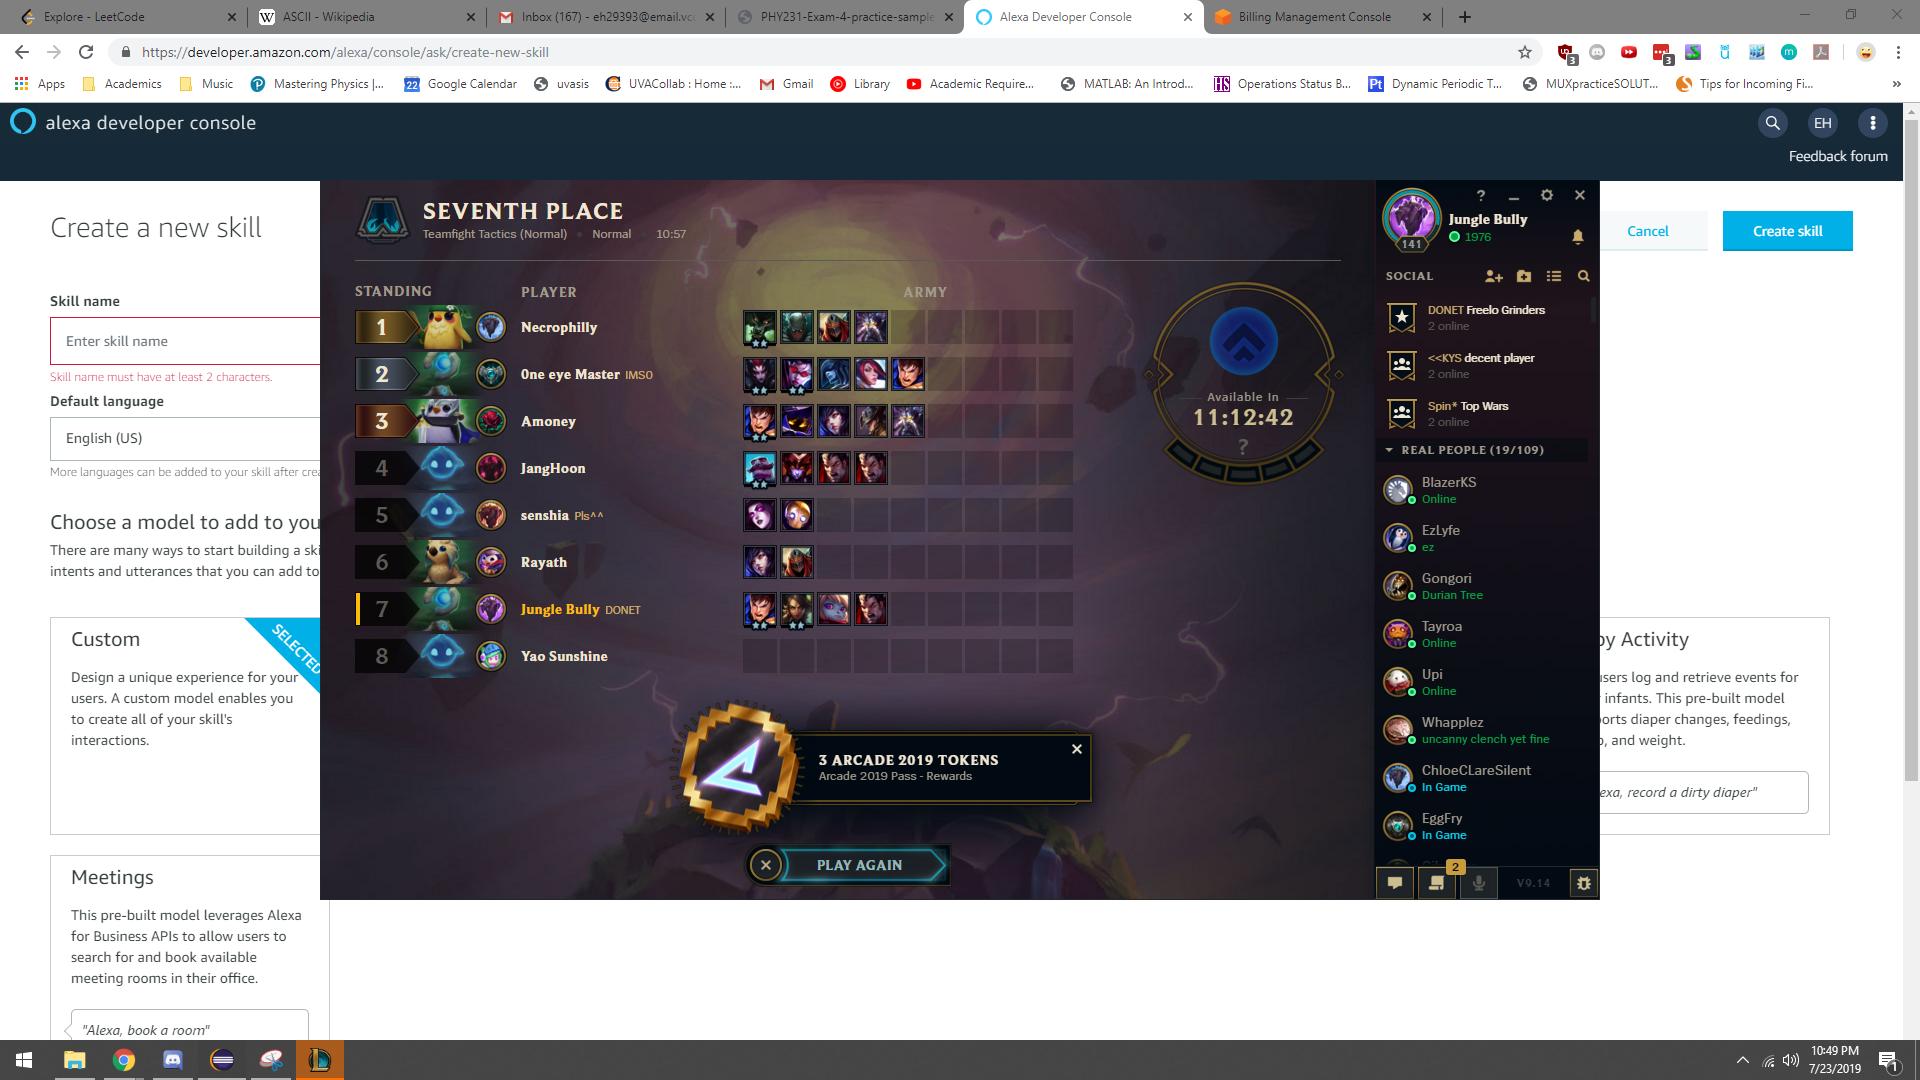 Explore - LeetCode
ASCII - Wikipedia
Inbox (167) - eh29393@email.vc
PHY231-Exam-4-practice-sample
Alexa Developer Console
Billing Management Console
https://developer.amazon.com/alexa/console/ask/create-new-skill
3
3
Apps
Academics
Music
Mastering Physics |...
22
Google Calendar
uvasis
UVACollab : Home :...
Gmail
Library
Academic Require...
MATLAB: An Introd...
Operations Status B...
Pt
Dynamic Periodic T...
MUXpracticeSOLUT...
Tips for Incoming Fi...
»
alexa developer console
EH
Feedback forum
Create a new skill
Cancel
Create skill
Skill name
Enter skill name
Skill name must have at least 2 characters.
Default language
English (US)
More languages can be added to your skill after crea
Choose a model to add to you
There are many ways to start building a ski
intents and utterances that you can add to
Custom
SELECTED
Design a unique experience for your
users. A custom model enables you
to create all of your skill's
interactions.
Meetings
This pre-built model leverages Alexa
for Business APIs to allow users to
search for and book available
meeting rooms in their office.
"Alexa, book a room"
SEVENTH PLACE
Teamfight Tactics (Normal) • Normal • 10:57
STANDING
PLAYER
ARMY
1 Necrophilly
2 0ne eye Master IMSO
3 Amoney
4 JangHoon
5 senshia Pls^^
6 Rayath
7 Jungle Bully DONET
8 Yao Sunshine
Available In
11:12:42
?
3 ARCADE 2019 TOKENS
Arcade 2019 Pass - Rewards
PLAY AGAIN
?
Jungle Bully
1976
141
SOCIAL
DONET Freelo Grinders
2 online
<<KYS decent player
2 online
Spin* Top Wars
2 online
REAL PEOPLE (19/109)
BlazerKS
Online
EzLyfe
ez
Gongori
Durian Tree
Tayroa
Online
Upi
Online
Whapplez
uncanny clench yet fine
ChloeCLareSilent
In Game
EggFry
In Game
2
V9.14
by Activity
users log and retrieve events for
infants. This pre-built model
ports diaper changes, feedings,
, and weight.
exa, record a dirty diaper"
10:49 PM
7/23/2019
1